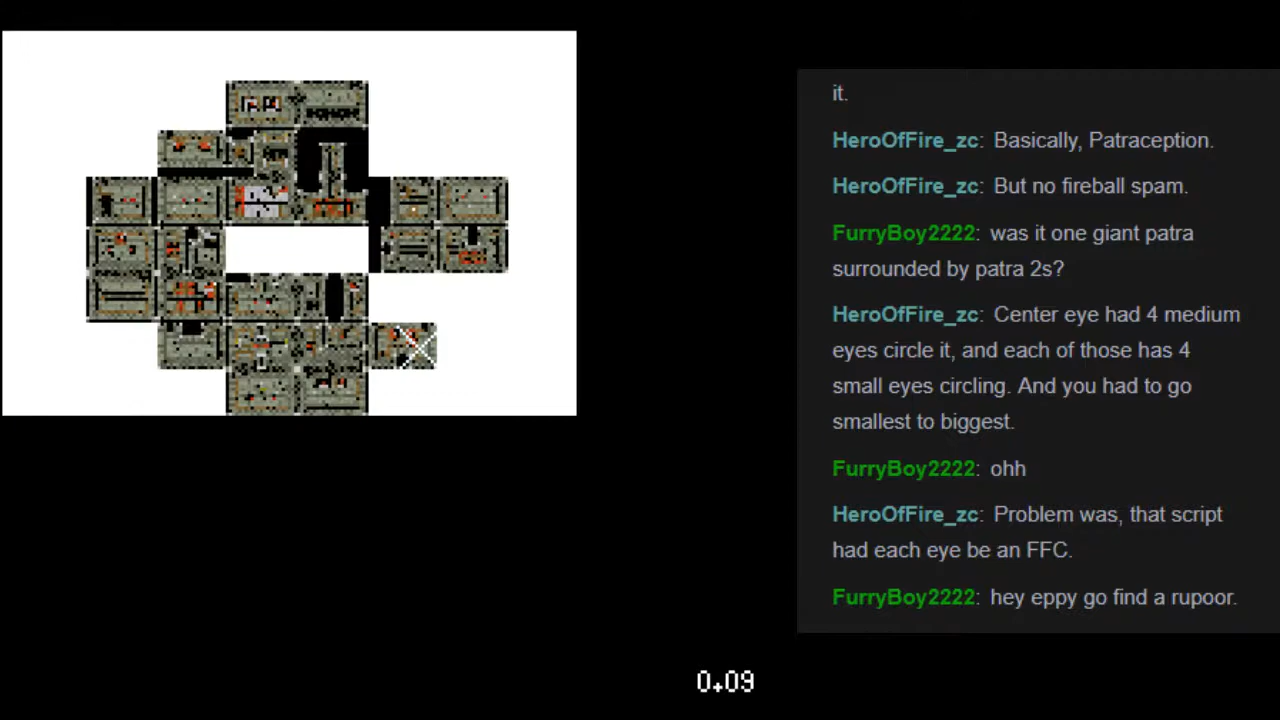 it.
HeroOfFire_zc: Basically, Patraception.
HeroOfFire_zc: But no fireball spam.
FurryBoy2222: was it one giant patra
surrounded by patra 2s?
HeroOfFire_zc: Center eye had 4 medium
eyes circle it, and each of those has 4
small eyes circling. And you had to go
smallest to biggest.
FurryBoy2222: ohh
HeroOfFire_zc: Problem was, that script
had each eye be an FFC.
FurryBoy2222: hey eppy go find a rupoor.
0:09